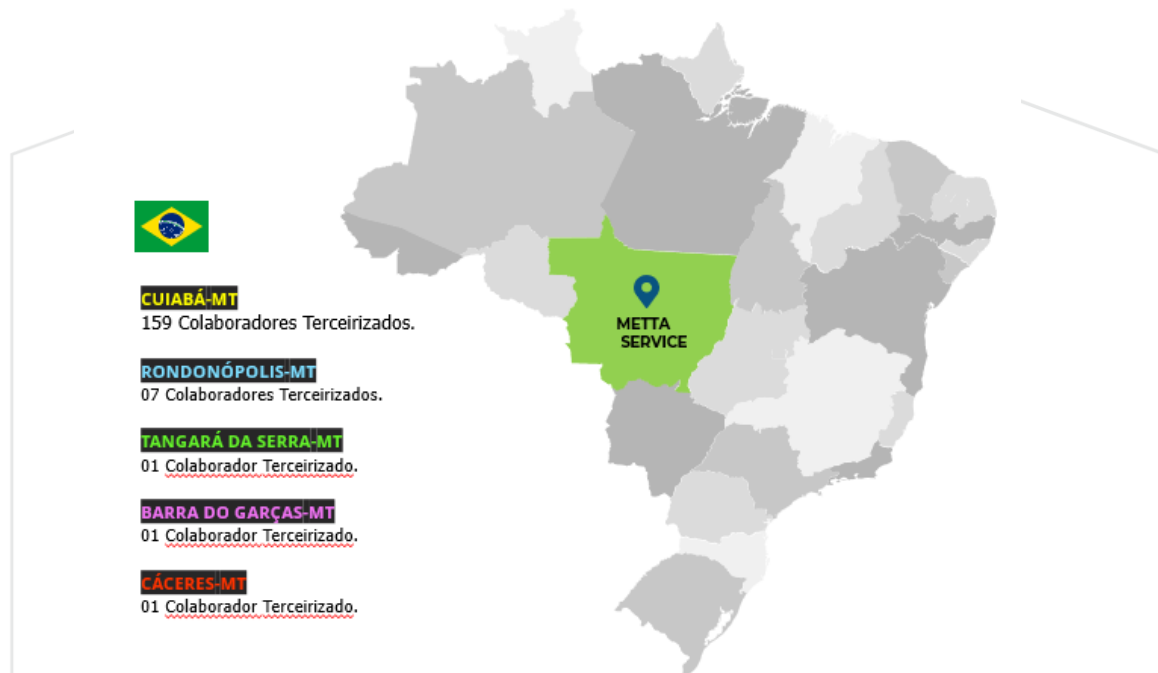 CUIABÁ-MT
159 Colaboradores Terceirizados.
RONDONÓPOLIS-MT
07 Colaboradores Terceirizados.
TANGARÁ DA SERRA-MT
01 Colaborador Terceirizado.
BARRA DO GARÇAS-MT
01 Colaborador Terceirizado.
CÁCERES-MT
01 Colaborador Terceirizado.
METTA
SERVICE